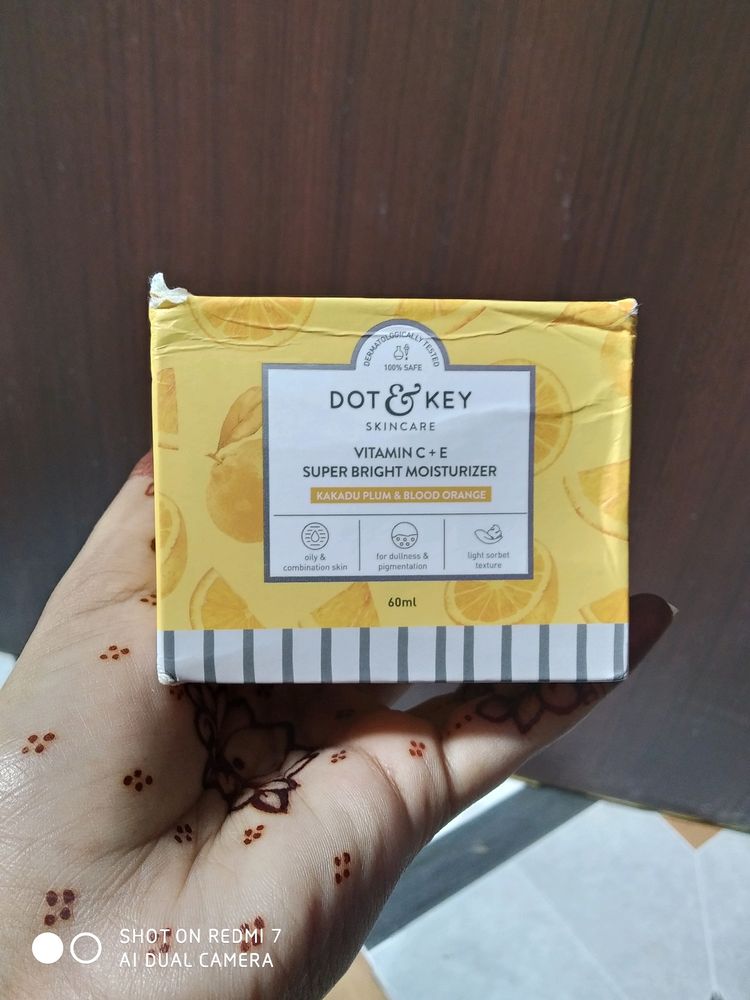 DERMATOLOGICALLY TESTED
100% SAFE
DOT & KEY
SKINCARE
VITAMIN C + E
SUPER BRIGHT MOISTURIZER
KAKADU PLUM & BLOOD ORANGE
oily &
combination skin
for dullness &
pigmentation
light sorbet
texture
60ml
SHOT ON REDMI 7
AI DUAL CAMERA